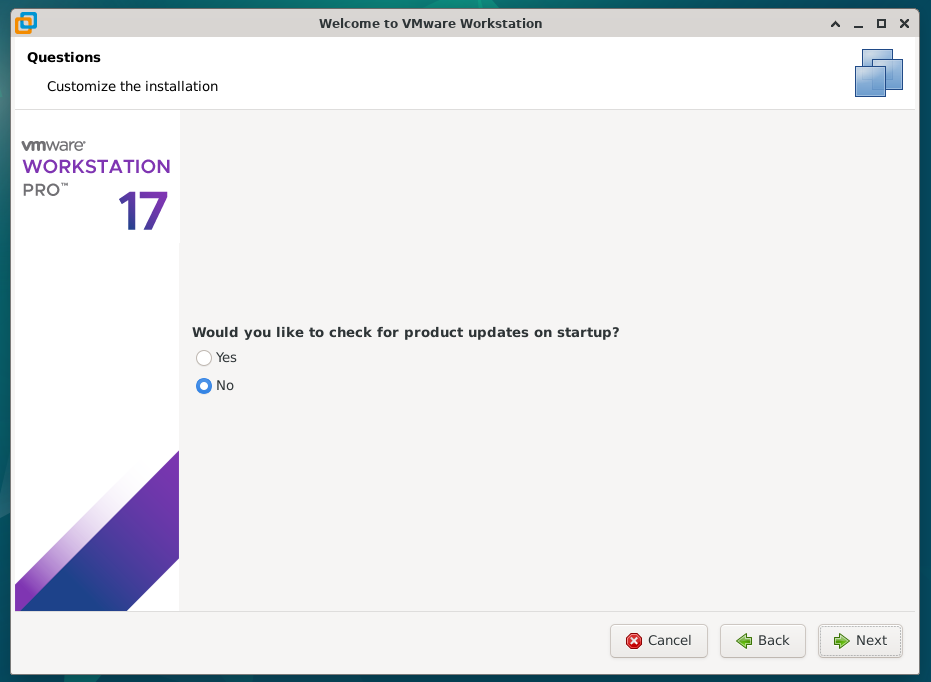 Welcome to VMware Workstation
Questions
Customize the installation
vmware
WORKSTATION
PRO™
17
Would you like to check for product updates on startup?
Yes
No
Cancel
Back
Next